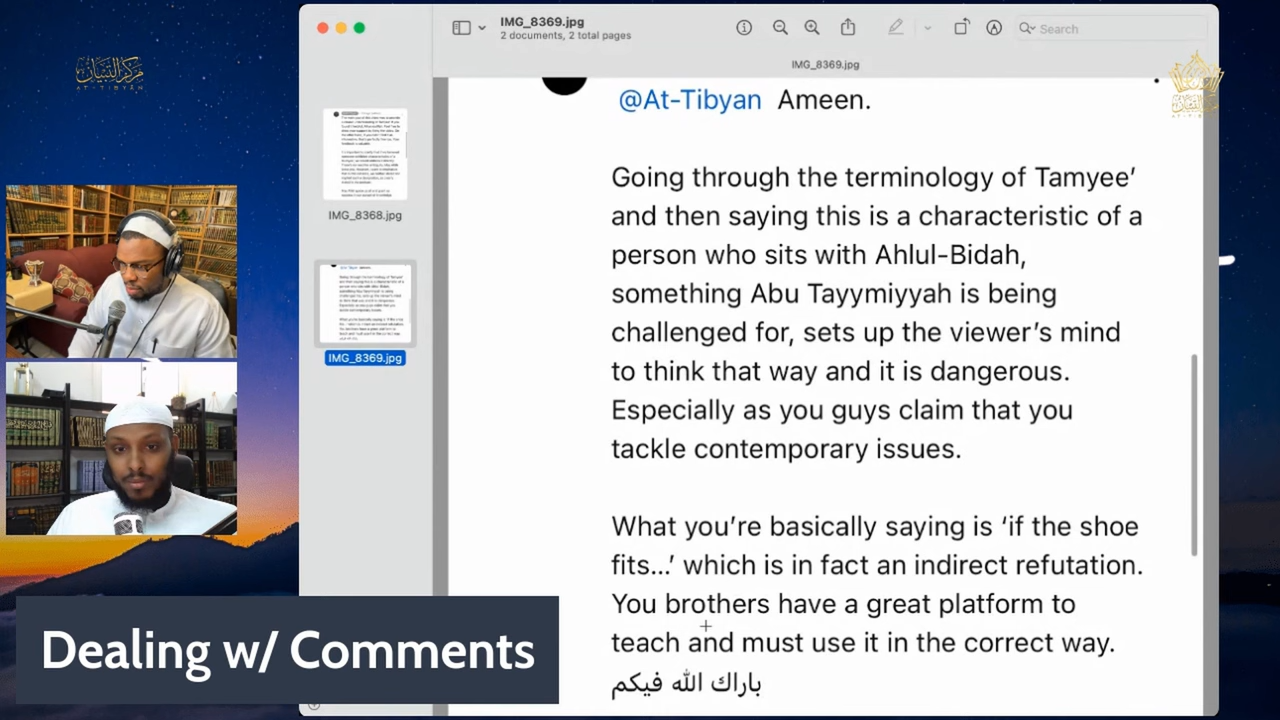 IMG_8369.jpg
2 documents, 2 total pages
Search
IMG_8369.jpg
مركز التبيان
AT-TIBYĀN
IMG_8368.jpg
IMG_8369.jpg
@At-Tibyan Ameen.
Going through the terminology of Tamyee’
and then saying this is a characteristic of a
person who sits with Ahlul-Bidah,
something Abu Tayymiyyah is being
challenged for, sets up the viewer’s mind
to think that way and it is dangerous.
Especially as you guys claim that you
tackle contemporary issues.
What you’re basically saying is ‘if the shoe
fits...’ which is in fact an indirect refutation.
You brothers have a great platform to
teach and must use it in the correct way.
بارك الله فيكم
Dealing w/ Comments